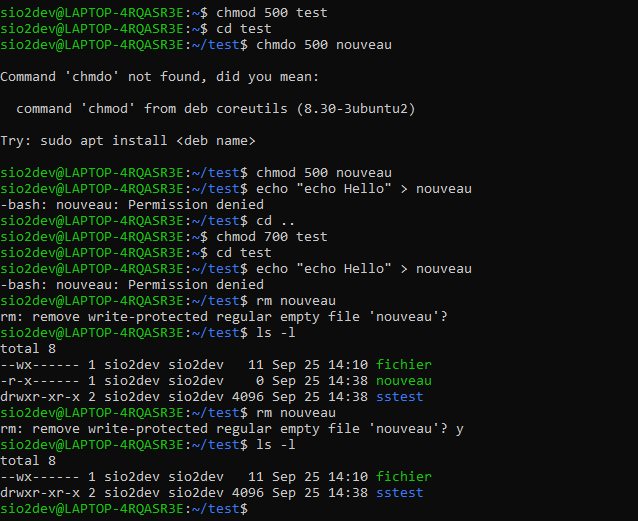 sio2dev@LAPTOP-4RQASR3E:~$ chmod 500 test
sio2dev@LAPTOP-4RQASR3E:~$ cd test
sio2dev@LAPTOP-4RQASR3E:~/test$ chmdo 500 nouveau
Command 'chmdo' not found, did you mean:
command 'chmod' from deb coreutils (8.30-3ubuntu2)
Try: sudo apt install <deb name>
sio2dev@LAPTOP-4RQASR3E:~/test$ chmod 500 nouveau
sio2dev@LAPTOP-4RQASR3E:~/test$ echo "echo Hello" > nouveau
-bash: nouveau: Permission denied
sio2dev@LAPTOP-4RQASR3E:~/test$ cd ..
sio2dev@LAPTOP-4RQASR3E:~$ chmod 700 test
sio2dev@LAPTOP-4RQASR3E:~$ cd test
sio2dev@LAPTOP-4RQASR3E:~/test$ echo "echo Hello" > nouveau
-bash: nouveau: Permission denied
sio2dev@LAPTOP-4RQASR3E:~/test$ rm nouveau
rm: remove write-protected regular empty file 'nouveau'?
sio2dev@LAPTOP-4RQASR3E:~/test$ ls -l
total 8
--wx------ 1 sio2dev sio2dev   11 Sep 25 14:10 fichier
-r-x------ 1 sio2dev sio2dev    0 Sep 25 14:38 nouveau
drwxr-xr-x 2 sio2dev sio2dev 4096 Sep 25 14:38 sstest
sio2dev@LAPTOP-4RQASR3E:~/test$ rm nouveau
rm: remove write-protected regular empty file 'nouveau'? y
sio2dev@LAPTOP-4RQASR3E:~/test$ ls -l
total 8
--wx------ 1 sio2dev sio2dev   11 Sep 25 14:10 fichier
drwxr-xr-x 2 sio2dev sio2dev 4096 Sep 25 14:38 sstest
sio2dev@LAPTOP-4RQASR3E:~/test$